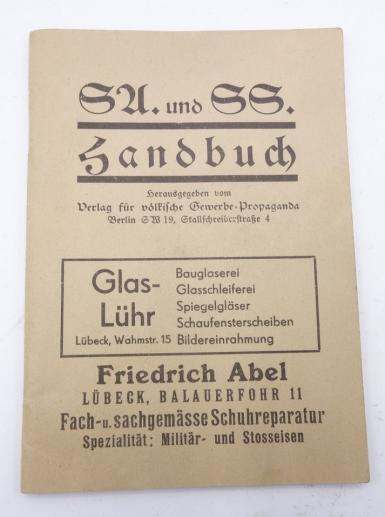 SA. und SS.
Handbuch
Herausgegeben vom
Verlag für völkische Gewerbe-Propaganda
Berlin SW 19, Stallschreiberstraße 4
Glas-
Lühr
Lübeck, Wahmstr. 15
Bauglaserei
Glasschleiferei
Spiegelgläser
Schaufensterscheiben
Bildereinrahmung
Friedrich Abel
LÜBECK, BALAUERFOHR 11
Fach- u. sachgemässe Schuhreparatur
Spezialität: Militär- und Stosseisen